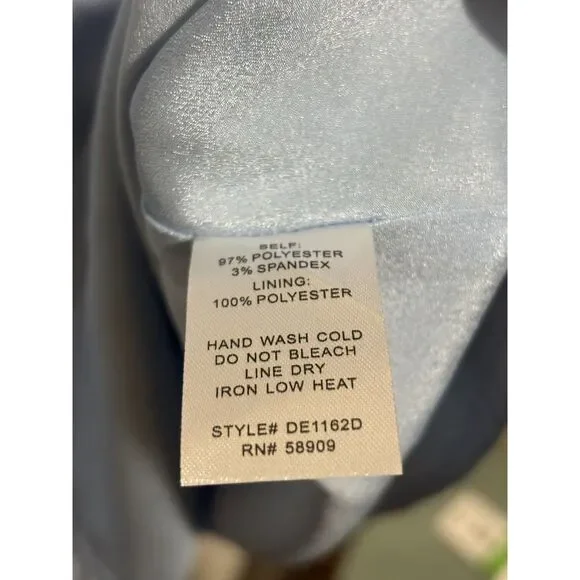 SELF:
97% POLYESTER
3% SPANDEX
LINING:
100% POLYESTER
HAND WASH COLD
DO NOT BLEACH
LINE DRY
IRON LOW HEAT
STYLE# DE1162D
RN# 58909